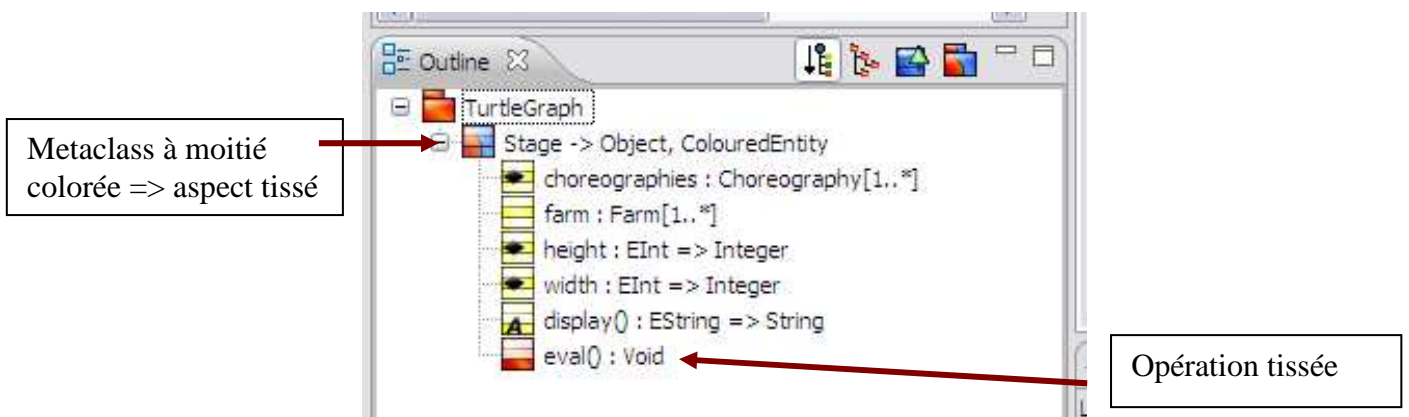 Outline
TurtleGraph
Metaclass à moitié
colorée => aspect tissé
Stage -> Object, ColouredEntity
choreographies : Choreography[1..*]
farm : Farm[1..*]
height : EInt => Integer
width : EInt => Integer
A display() : EString => String
eval() : Void
Opération tissée